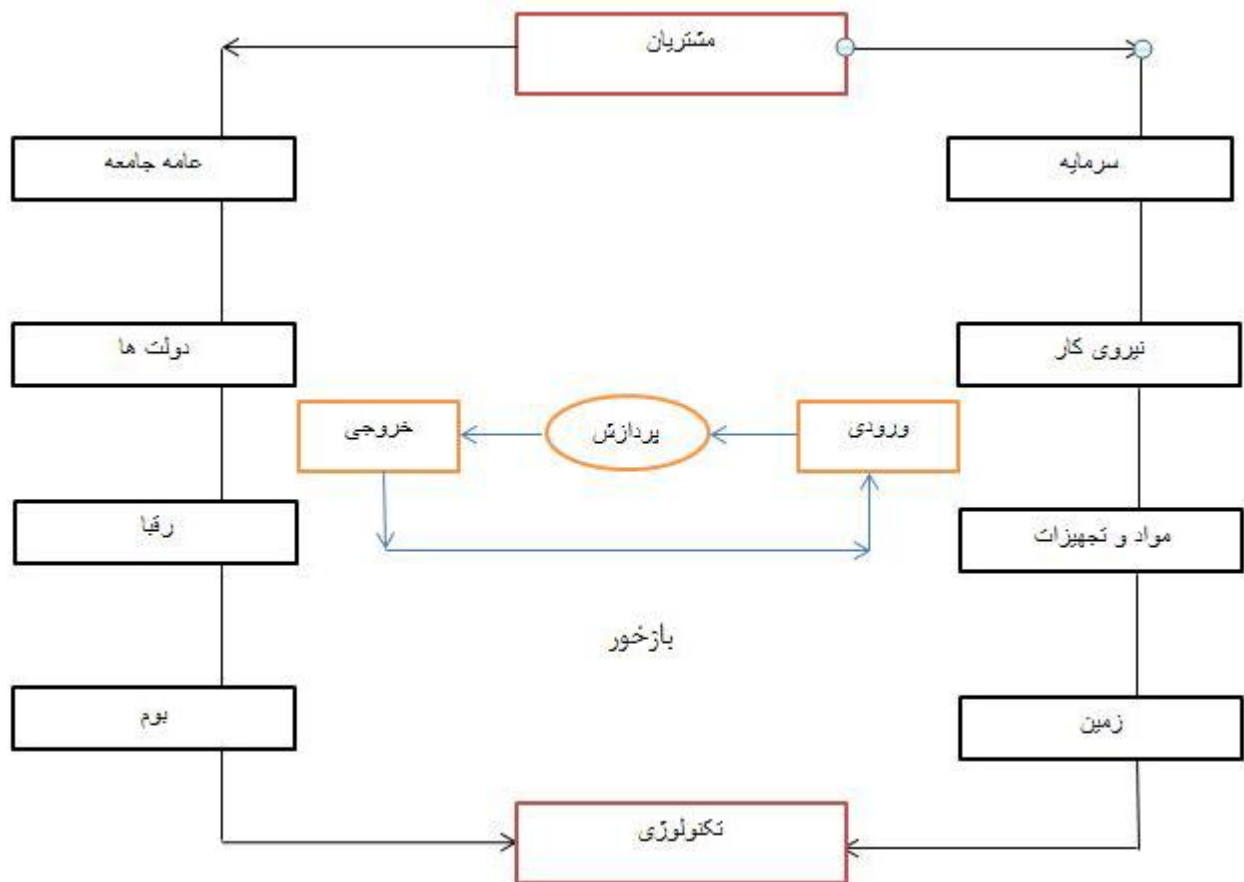 مشتریان
سرمایه
عامه جامعه
نیروی کار
دولت ها
ورودی
پردازش
خروجی
مواد و تجهیزات
رقبا
بازخور
زمین
بوم
تکنولوژی